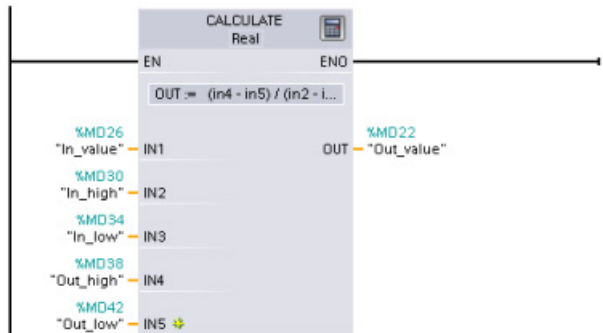 CALCULATE
Real
EN ENO
OUT := (in4 - in5) / (in2 - i...
%MD26 %MD22
"In_value" IN1 OUT "Out_value"
%MD30
"In_high" IN2
%MD34
"In_low" IN3
%MD38
"Out_high" IN4
%MD42
"Out_low" IN5